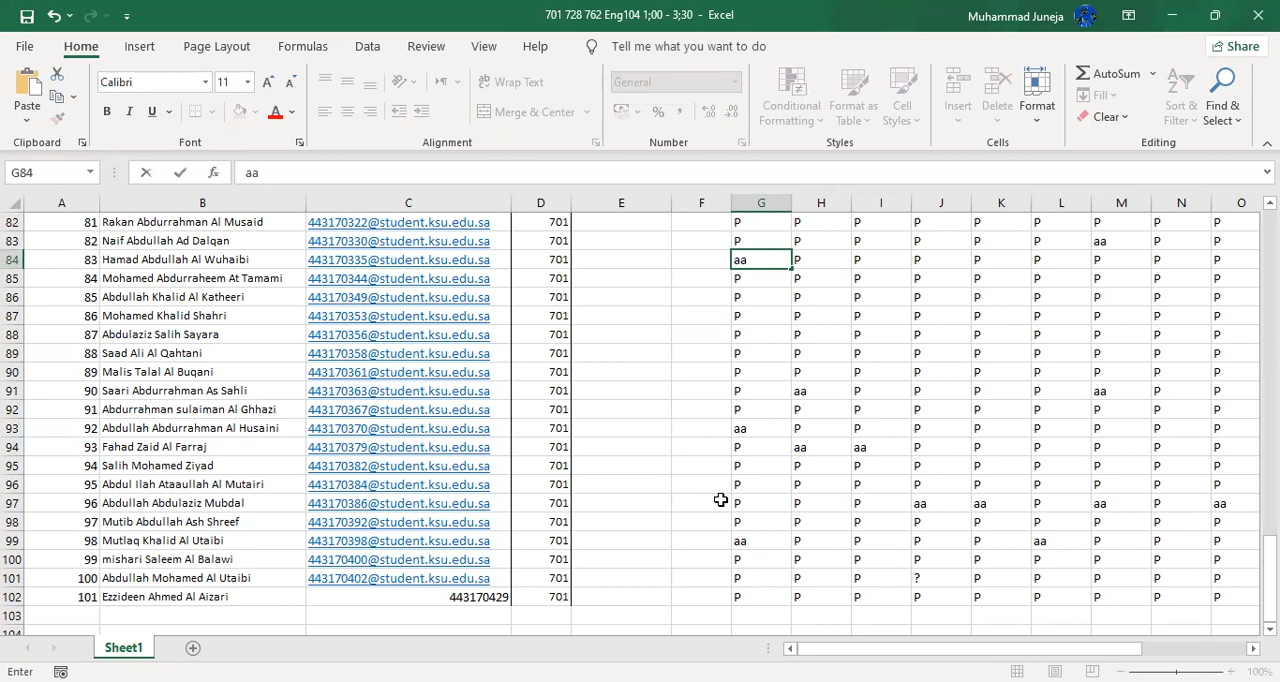 701 728 762 Eng104 1;00 - 3;30 - Excel
Muhammad Juneja
File Home Insert Page Layout Formulas Data Review View Help Tell me what you want to do Share
Paste
Calibri 11
B I U
Wrap Text
Merge & Center
General
%
Conditional Formatting
Format as Table
Cell Styles
Insert Delete Format
AutoSum
Fill
Clear
Sort & Filter
Find & Select
Clipboard Font Alignment Number Styles Cells Editing
G84 fx aa
A B C D E F G H I J K L M N O
82 81 Rakan Abdurrahman Al Musaid 443170322@student.ksu.edu.sa 701 P P P P P P P P P
83 82 Naif Abdullah Ad Dalqan 443170330@student.ksu.edu.sa 701 P P P P P P aa P P
84 83 Hamad Abdullah Al Wuhaibi 443170335@student.ksu.edu.sa 701 aa P P P P P P P P
85 84 Mohamed Abdurraheem At Tamami 443170344@student.ksu.edu.sa 701 P P P P P P P P P
86 85 Abdullah Khalid Al Katheeri 443170349@student.ksu.edu.sa 701 P P P P P P P P P
87 86 Mohamed Khalid Shahri 443170353@student.ksu.edu.sa 701 P P P P P P P P P
88 87 Abdulaziz Salih Sayara 443170356@student.ksu.edu.sa 701 P P P P P P P P P
89 88 Saad Ali Al Qahtani 443170358@student.ksu.edu.sa 701 P P P P P P P P P
90 89 Malis Talal Al Buqani 443170361@student.ksu.edu.sa 701 P P P P P P P P P
91 90 Saari Abdurrahman As Sahli 443170363@student.ksu.edu.sa 701 P aa P P P P aa P P
92 91 Abdurrahman sulaiman Al Ghhazi 443170367@student.ksu.edu.sa 701 P P P P P P P P P
93 92 Abdullah Abdurrahman Al Husaini 443170370@student.ksu.edu.sa 701 aa P P P P P P P P
94 93 Fahad Zaid Al Farraj 443170379@student.ksu.edu.sa 701 P aa aa P P P P P P
95 94 Salih Mohamed Ziyad 443170382@student.ksu.edu.sa 701 P P P P P P P P P
96 95 Abdul Ilah Ataaullah Al Mutairi 443170384@student.ksu.edu.sa 701 P P P P P P P P P
97 96 Abdullah Abdulaziz Mubdal 443170386@student.ksu.edu.sa 701 P P P aa aa P aa P aa
98 97 Mutib Abdullah Ash Shreef 443170392@student.ksu.edu.sa 701 P P P P P P P P P
99 98 Mutlaq Khalid Al Utaibi 443170398@student.ksu.edu.sa 701 aa P P P P aa P P P
100 99 mishari Saleem Al Balawi 443170400@student.ksu.edu.sa 701 P P P P P P P P P
101 100 Abdullah Mohamed Al Utaibi 443170402@student.ksu.edu.sa 701 P P P ? P P P P P
102 101 Ezzideen Ahmed Al Aizari 443170429 701 P P P P P P P P P
103
104
Sheet1
Enter 100%